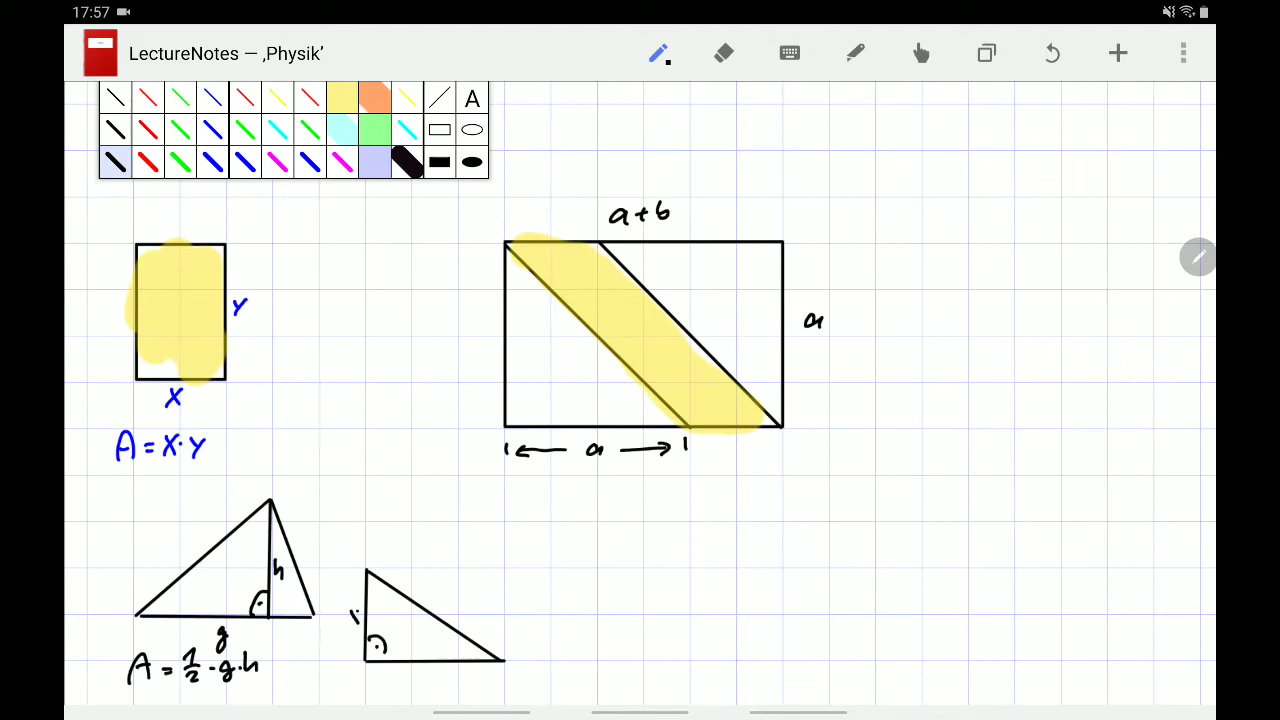 17:57
LectureNotes — ‚Physik‘
A
a+b
Y
a
X
A = X·Y
a
h
g
A = 1/2 · g · h